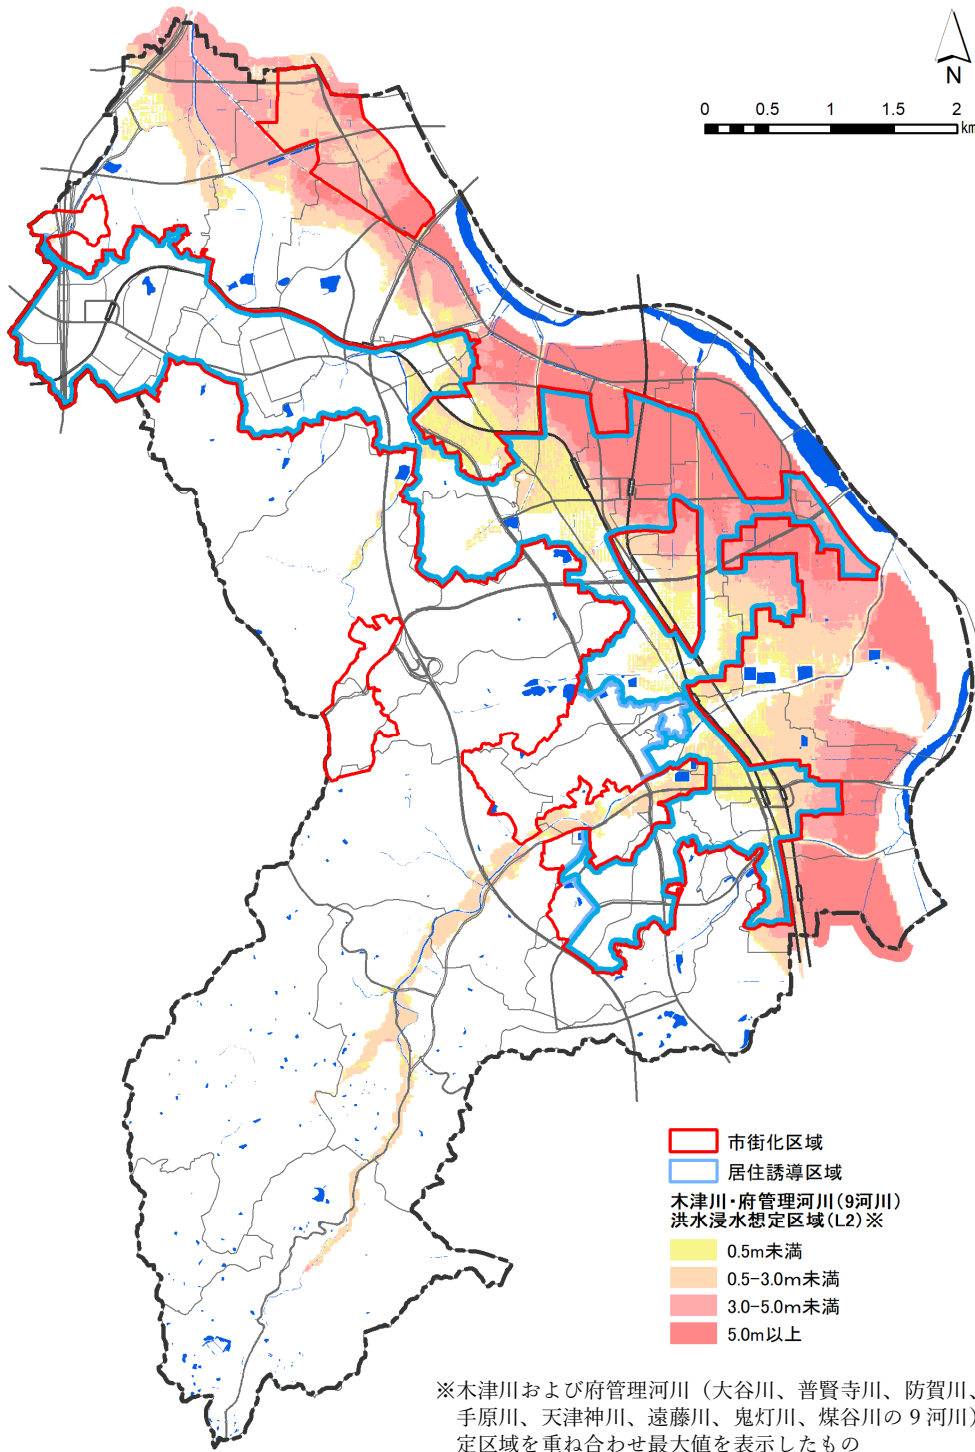 N
0 0.5 1 1.5 2
km
市街化区域
居住誘導区域
木津川・府管理河川(9河川)
洪水浸水想定区域(L2)※
0.5m未満
0.5-3.0m未満
3.0-5.0m未満
5.0m以上
※木津川および府管理河川（大谷川、普賢寺川、防賀川、
手原川、天津神川、遠藤川、鬼灯川、煤谷川の9河川）
定区域を重ね合わせ最大値を表示したもの